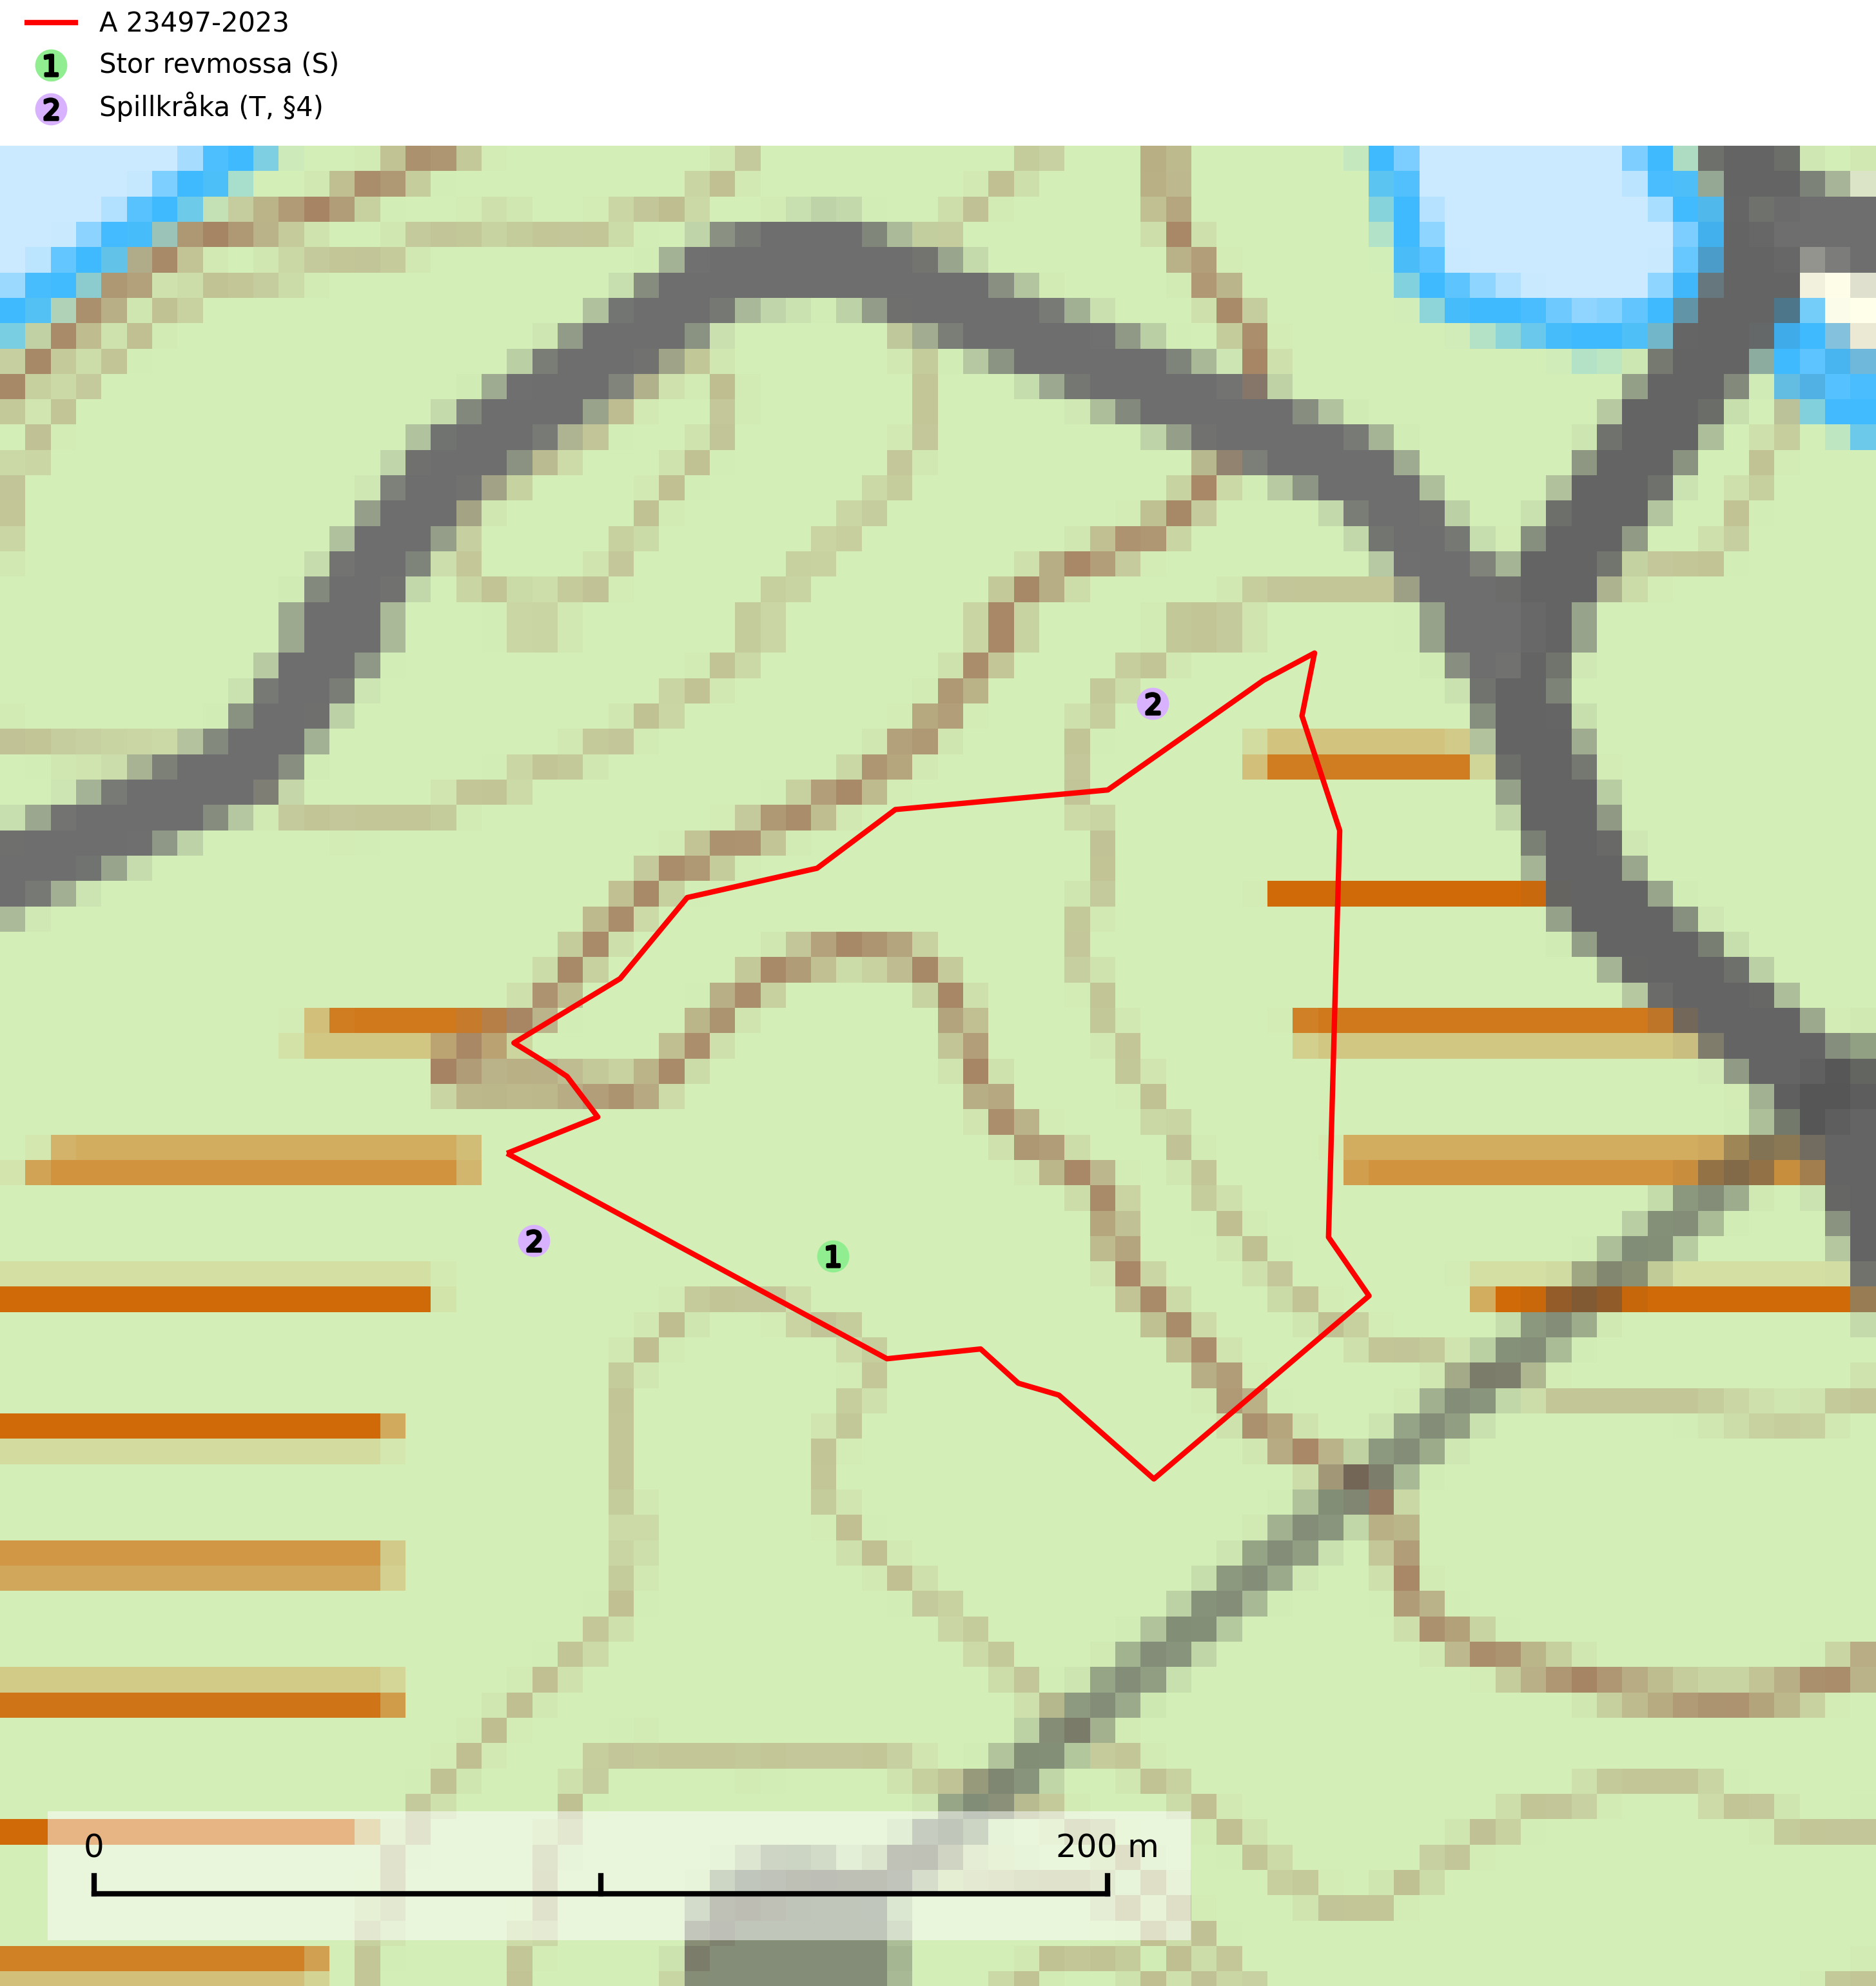 A 23497-2023
1 Stor revmossa (S)
2 Spillkråka (T, §4)
2
2
1
0 200 m